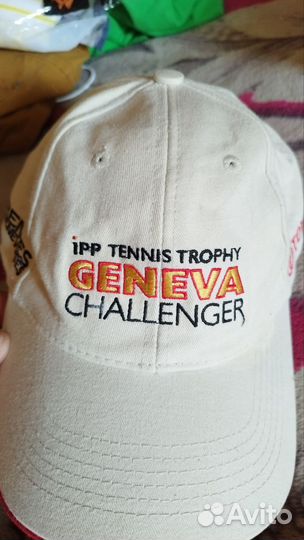 iPP TENNIS TROPHY
GENEVA
CHALLENGER
Avito